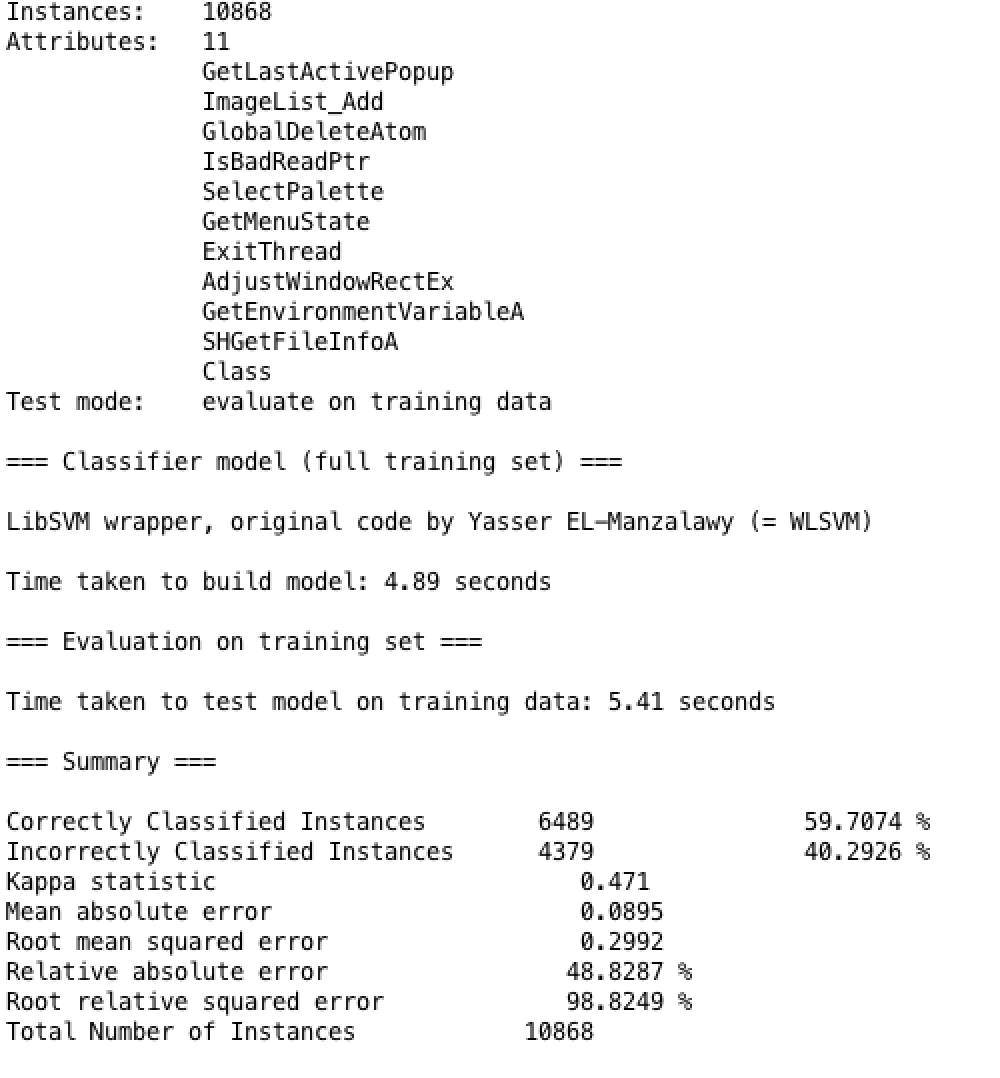 Instances: 10868
Attributes: 11
GetLastActivePopup
ImageList_Add
GlobalDeleteAtom
IsBadReadPtr
SelectPalette
GetMenuState
ExitThread
AdjustWindowRectEx
GetEnvironmentVariableA
SHGetFileInfoA
Class
Test mode: evaluate on training data
=== Classifier model (full training set) ===
LibSVM wrapper, original code by Yasser EL-Manzalawy (= WLSVM)
Time taken to build model: 4.89 seconds
=== Evaluation on training set ===
Time taken to test model on training data: 5.41 seconds
=== Summary ===
Correctly Classified Instances 6489 59.7074 %
Incorrectly Classified Instances 4379 40.2926 %
Kappa statistic 0.471
Mean absolute error 0.0895
Root mean squared error 0.2992
Relative absolute error 48.8287 %
Root relative squared error 98.8249 %
Total Number of Instances 10868